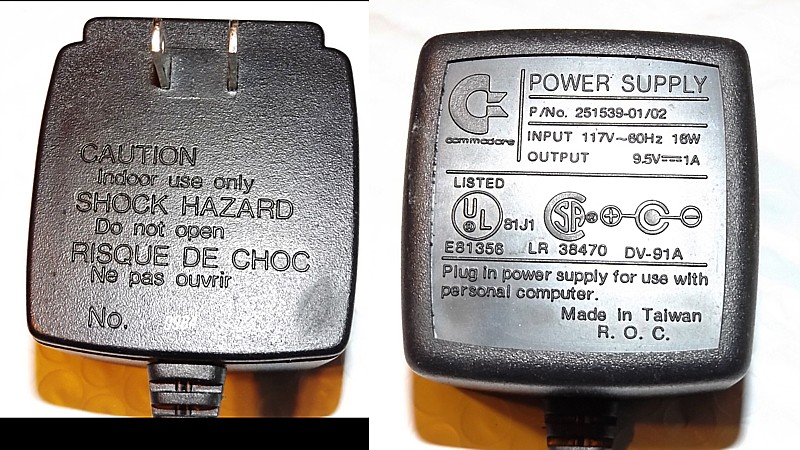 CAUTION
Indoor use only
SHOCK HAZARD
Do not open
RISQUE DE CHOC
Ne pas ouvrir
No.
commodore
POWER SUPPLY
P/No. 251539-01/02
INPUT 117V~60Hz 16W
OUTPUT 9.5V⎓1A
LISTED
UL ® 81J1 SA ®
E81356 LR 38470 DV-91A
Plug in power supply for use with
personal computer.
Made in Taiwan
R. O. C.